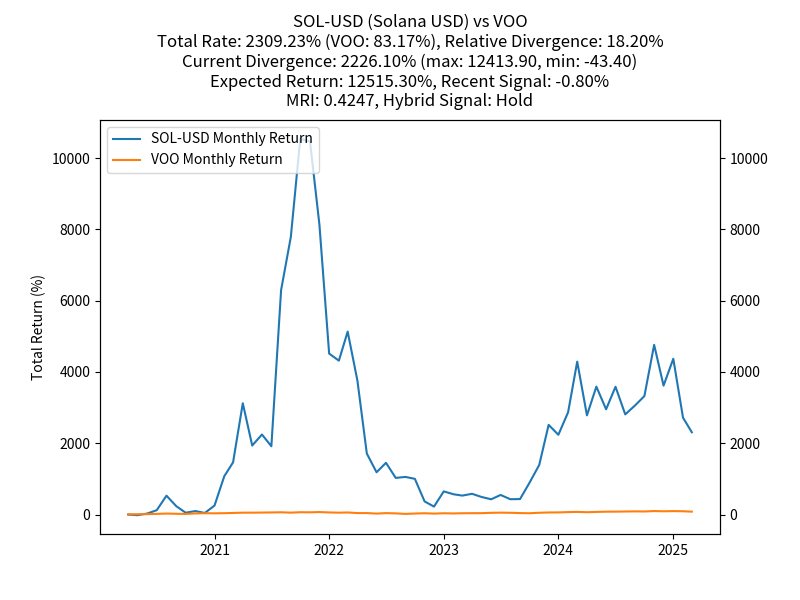 SOL-USD (Solana USD) vs VOO
Total Rate: 2309.23% (VOO: 83.17%), Relative Divergence: 18.20%
Current Divergence: 2226.10% (max: 12413.90, min: -43.40)
Expected Return: 12515.30%, Recent Signal: -0.80%
MRI: 0.4247, Hybrid Signal: Hold
SOL-USD Monthly Return
VOO Monthly Return
Total Return (%)
10000
8000
6000
4000
2000
0
10000
8000
6000
4000
2000
0
2021
2022
2023
2024
2025